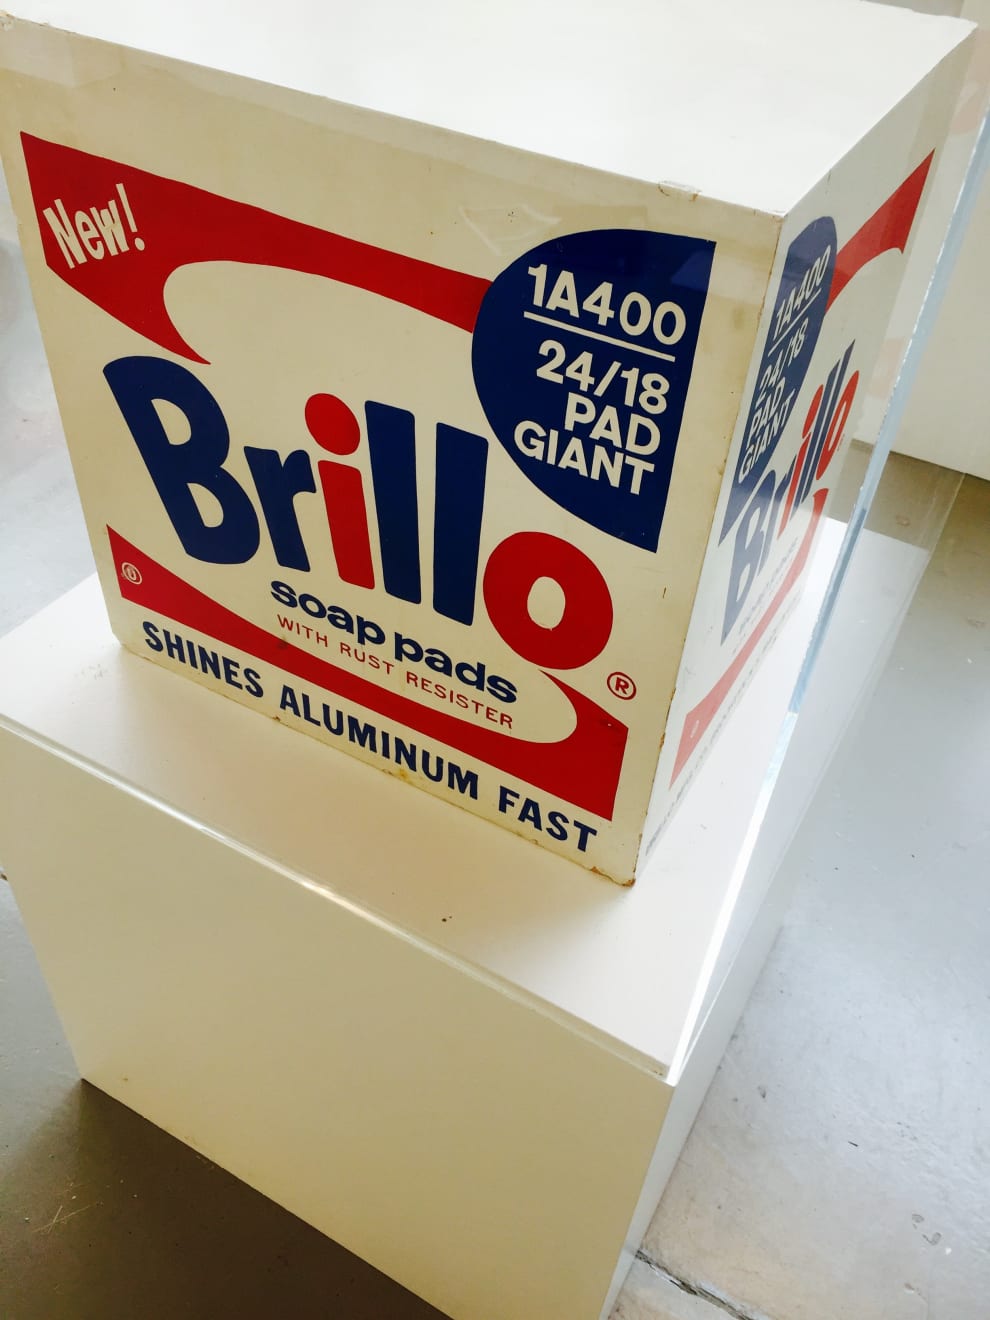 New!
1A400
24/18
PAD
GIANT
Brillo
®
soap pads
WITH RUST RESISTER
SHINES ALUMINUM FAST
1A400
24/18
PAD
GIANT
Brillo